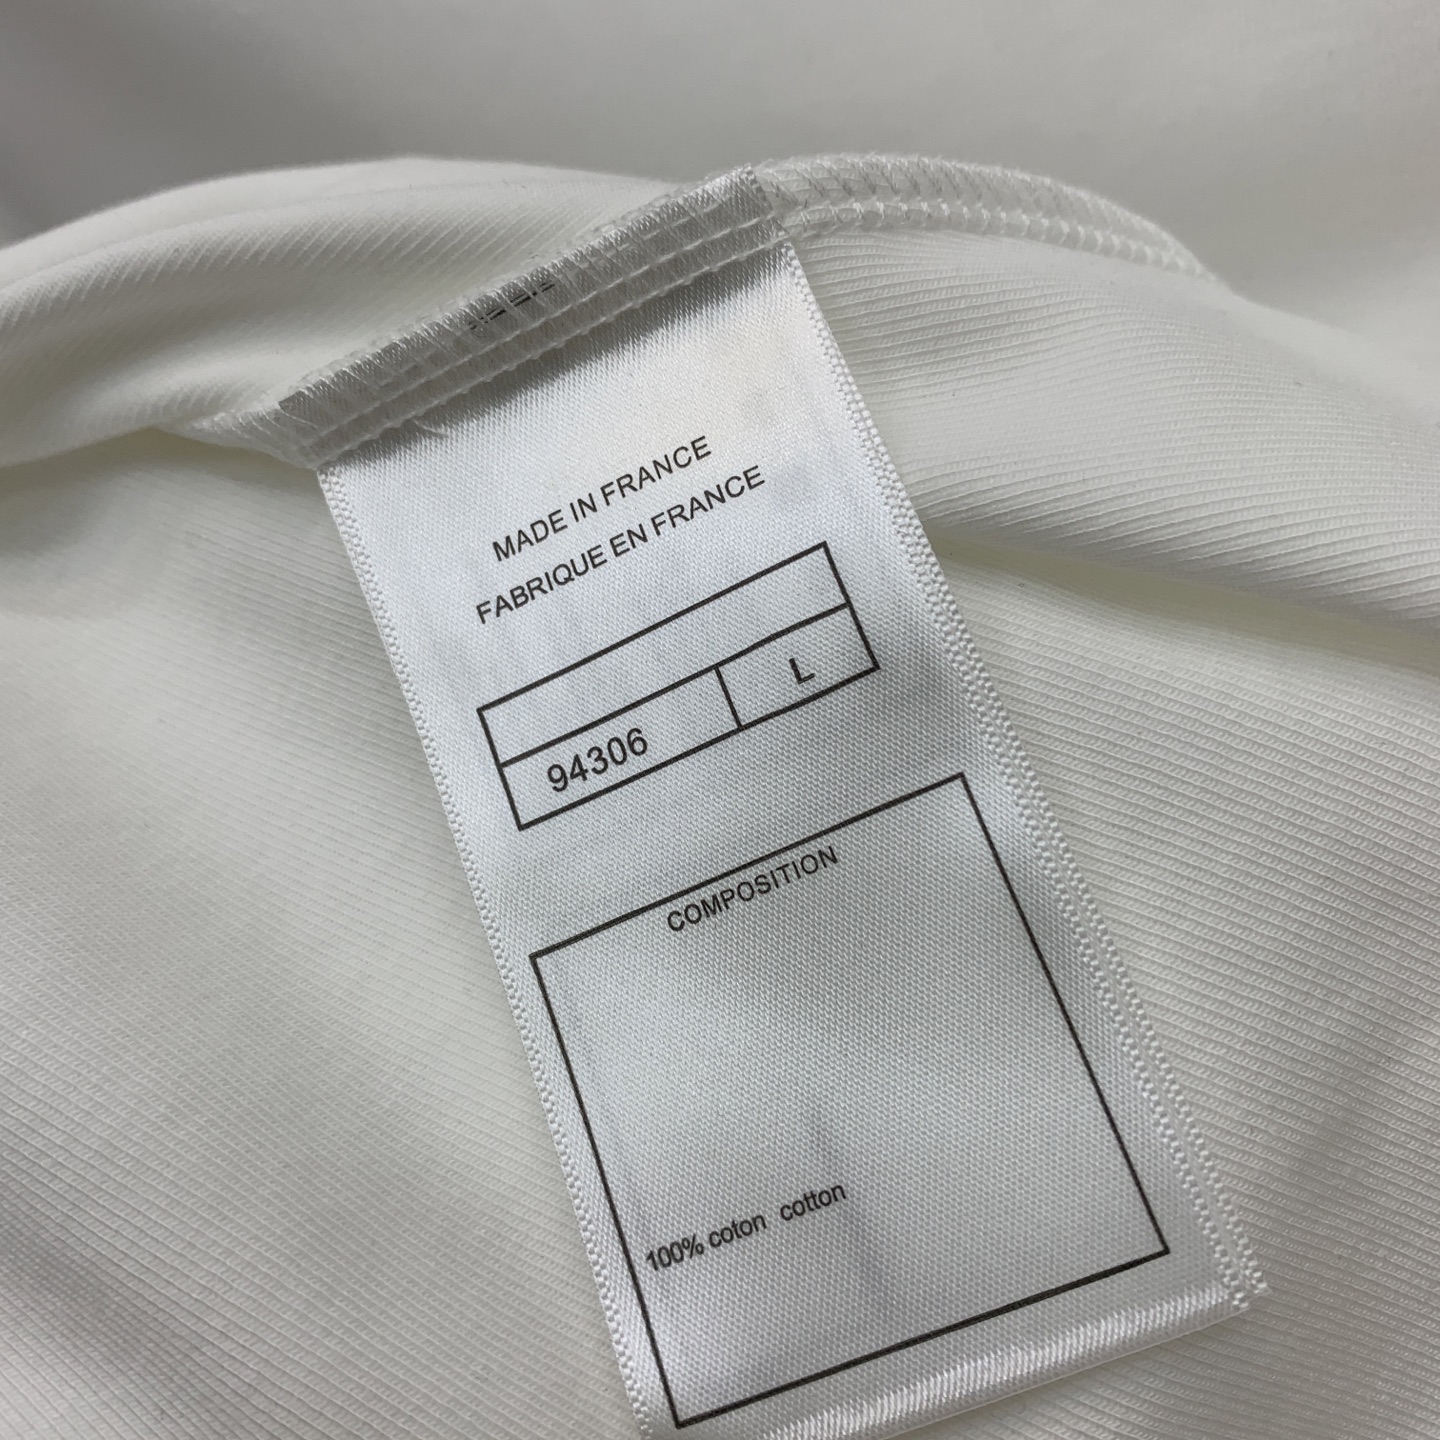 MADE IN FRANCE
FABRIQUE EN FRANCE
94306 L
COMPOSITION
100% coton cotton